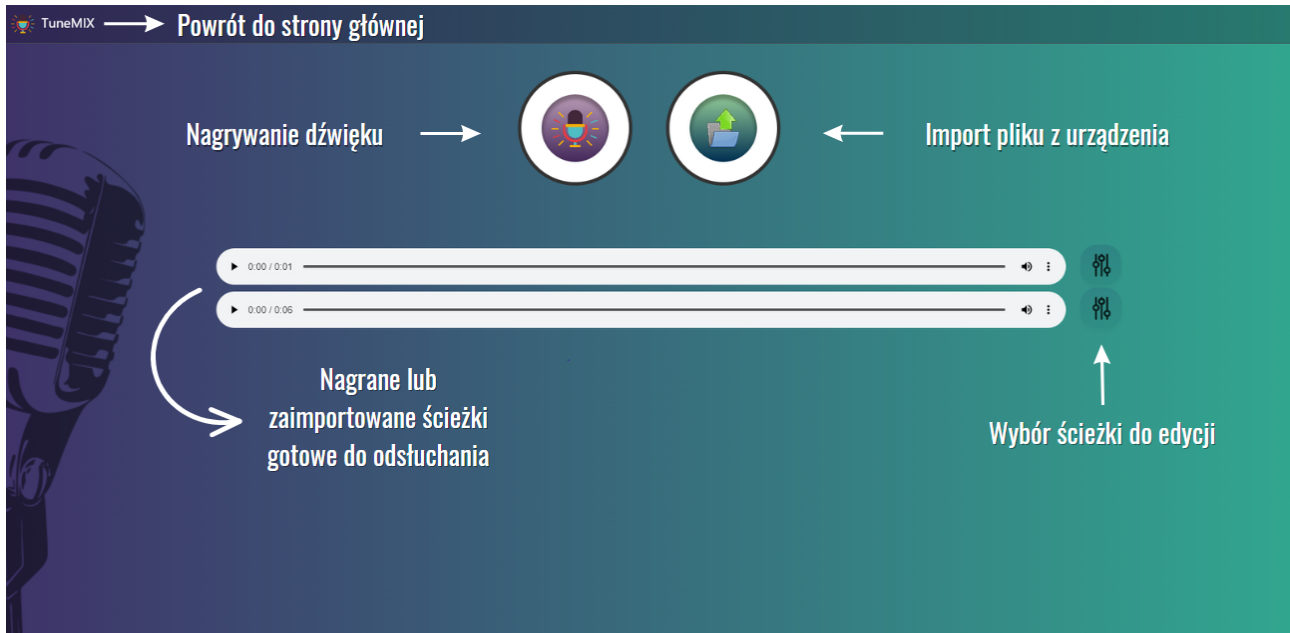 TuneMIX
Powrót do strony głównej
Nagrywanie dźwięku
Import pliku z urządzenia
0:00 / 0:01
0:00 / 0:06
Nagrane lub
zaimportowane ścieżki
gotowe do odsłuchania
Wybór ścieżki do edycji